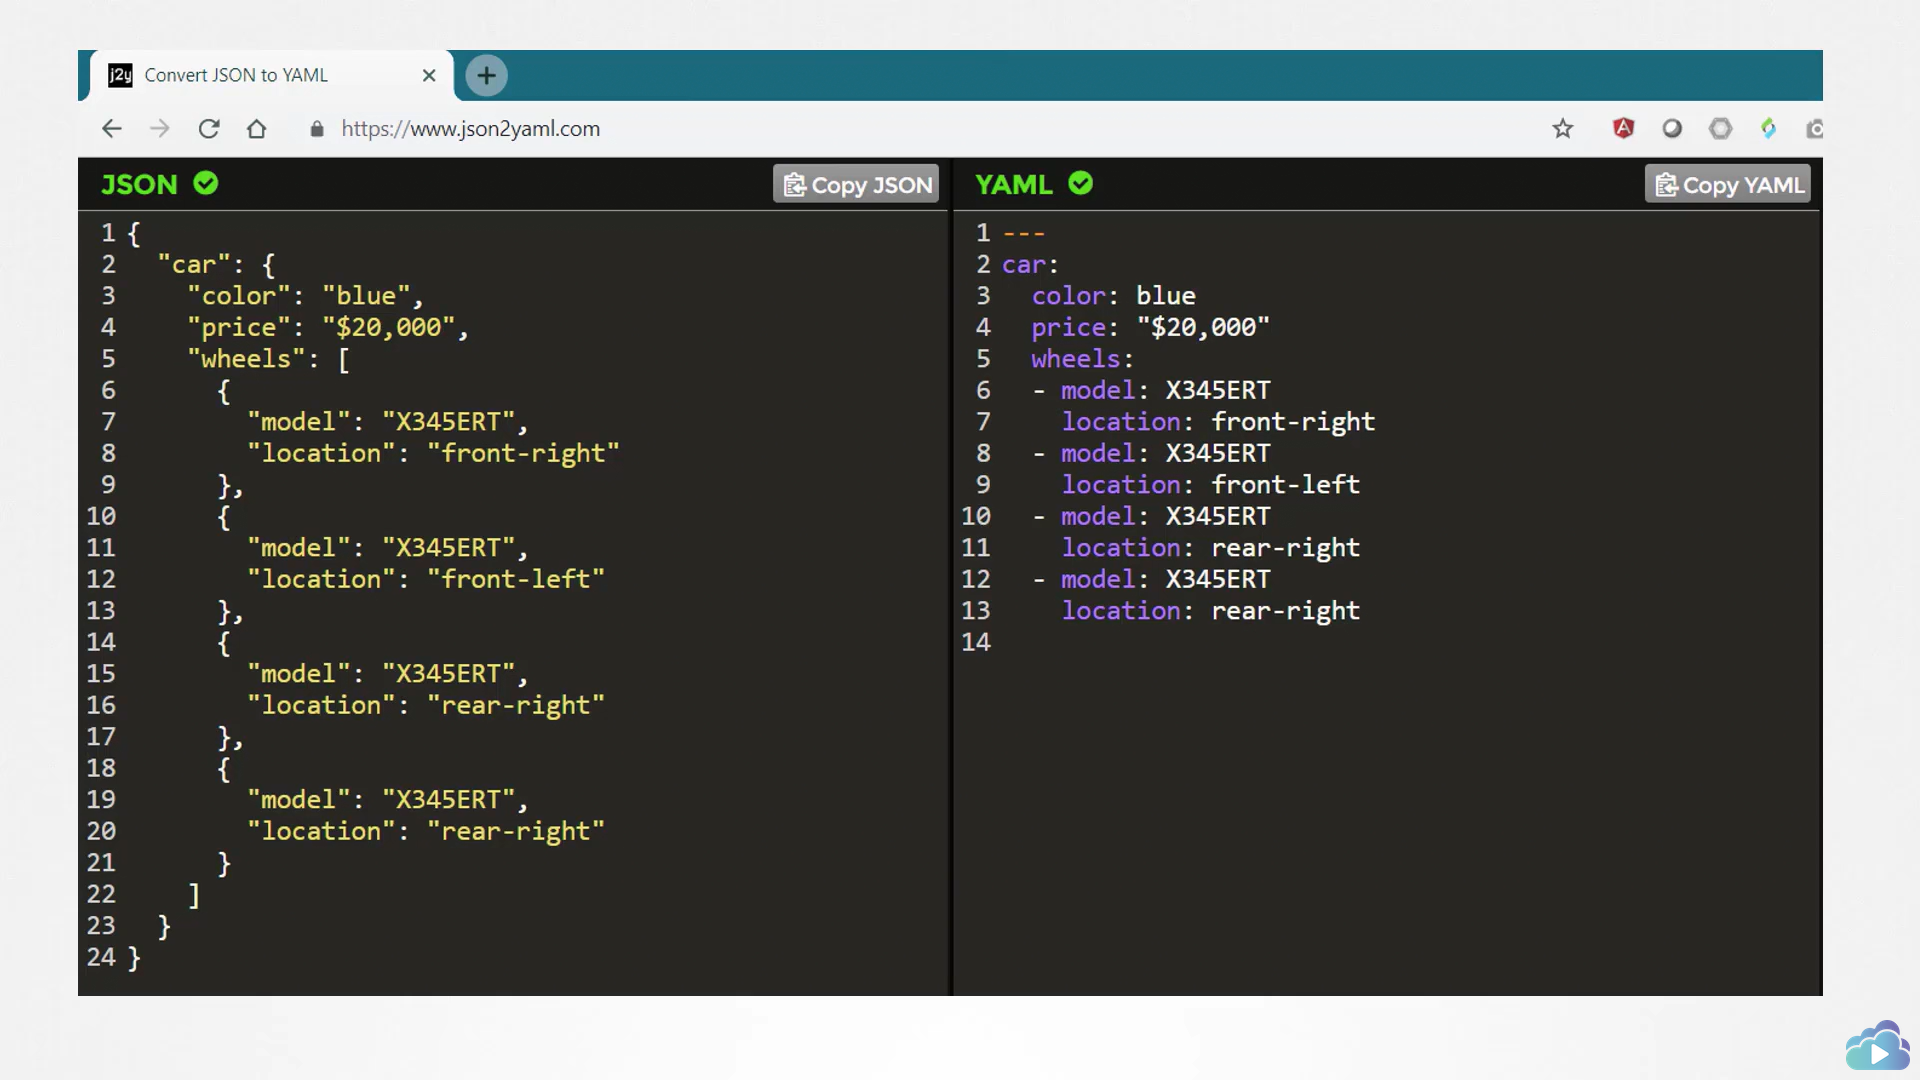 j2y Convert JSON to YAML
https://www.json2yaml.com
JSON
Copy JSON
1 {
2   "car": {
3     "color": "blue",
4     "price": "$20,000",
5     "wheels": [
6       {
7         "model": "X345ERT",
8         "location": "front-right"
9       },
10       {
11         "model": "X345ERT",
12         "location": "front-left"
13       },
14       {
15         "model": "X345ERT",
16         "location": "rear-right"
17       },
18       {
19         "model": "X345ERT",
20         "location": "rear-right"
21       }
22     ]
23   }
24 }
YAML
Copy YAML
1 ---
2 car:
3   color: blue
4   price: "$20,000"
5   wheels:
6   - model: X345ERT
7     location: front-right
8   - model: X345ERT
9     location: front-left
10   - model: X345ERT
11     location: rear-right
12   - model: X345ERT
13     location: rear-right
14